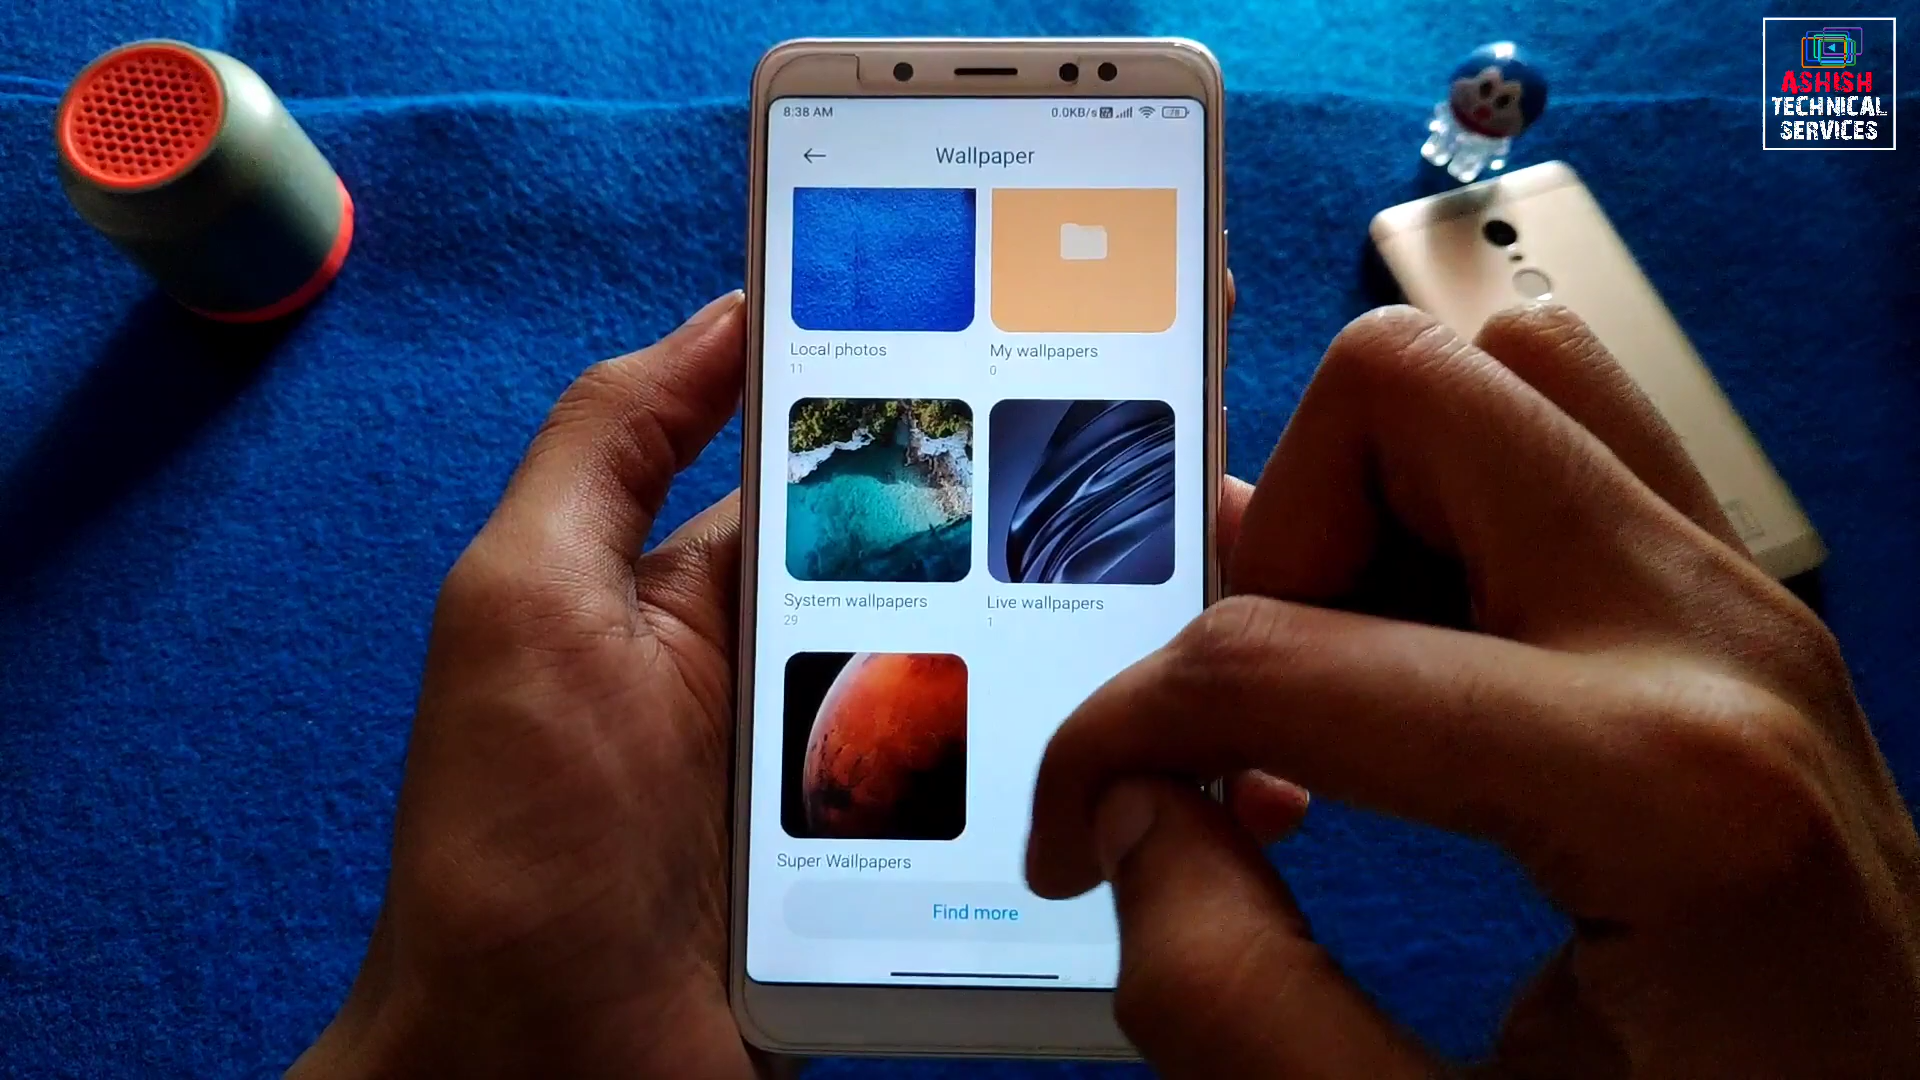 8:38 AM 0.0KB/s 78
ASHISH
TECHNICAL
SERVICES
Wallpaper
Local photos
11
My wallpapers
0
System wallpapers
29
Live wallpapers
1
Super Wallpapers
Find more